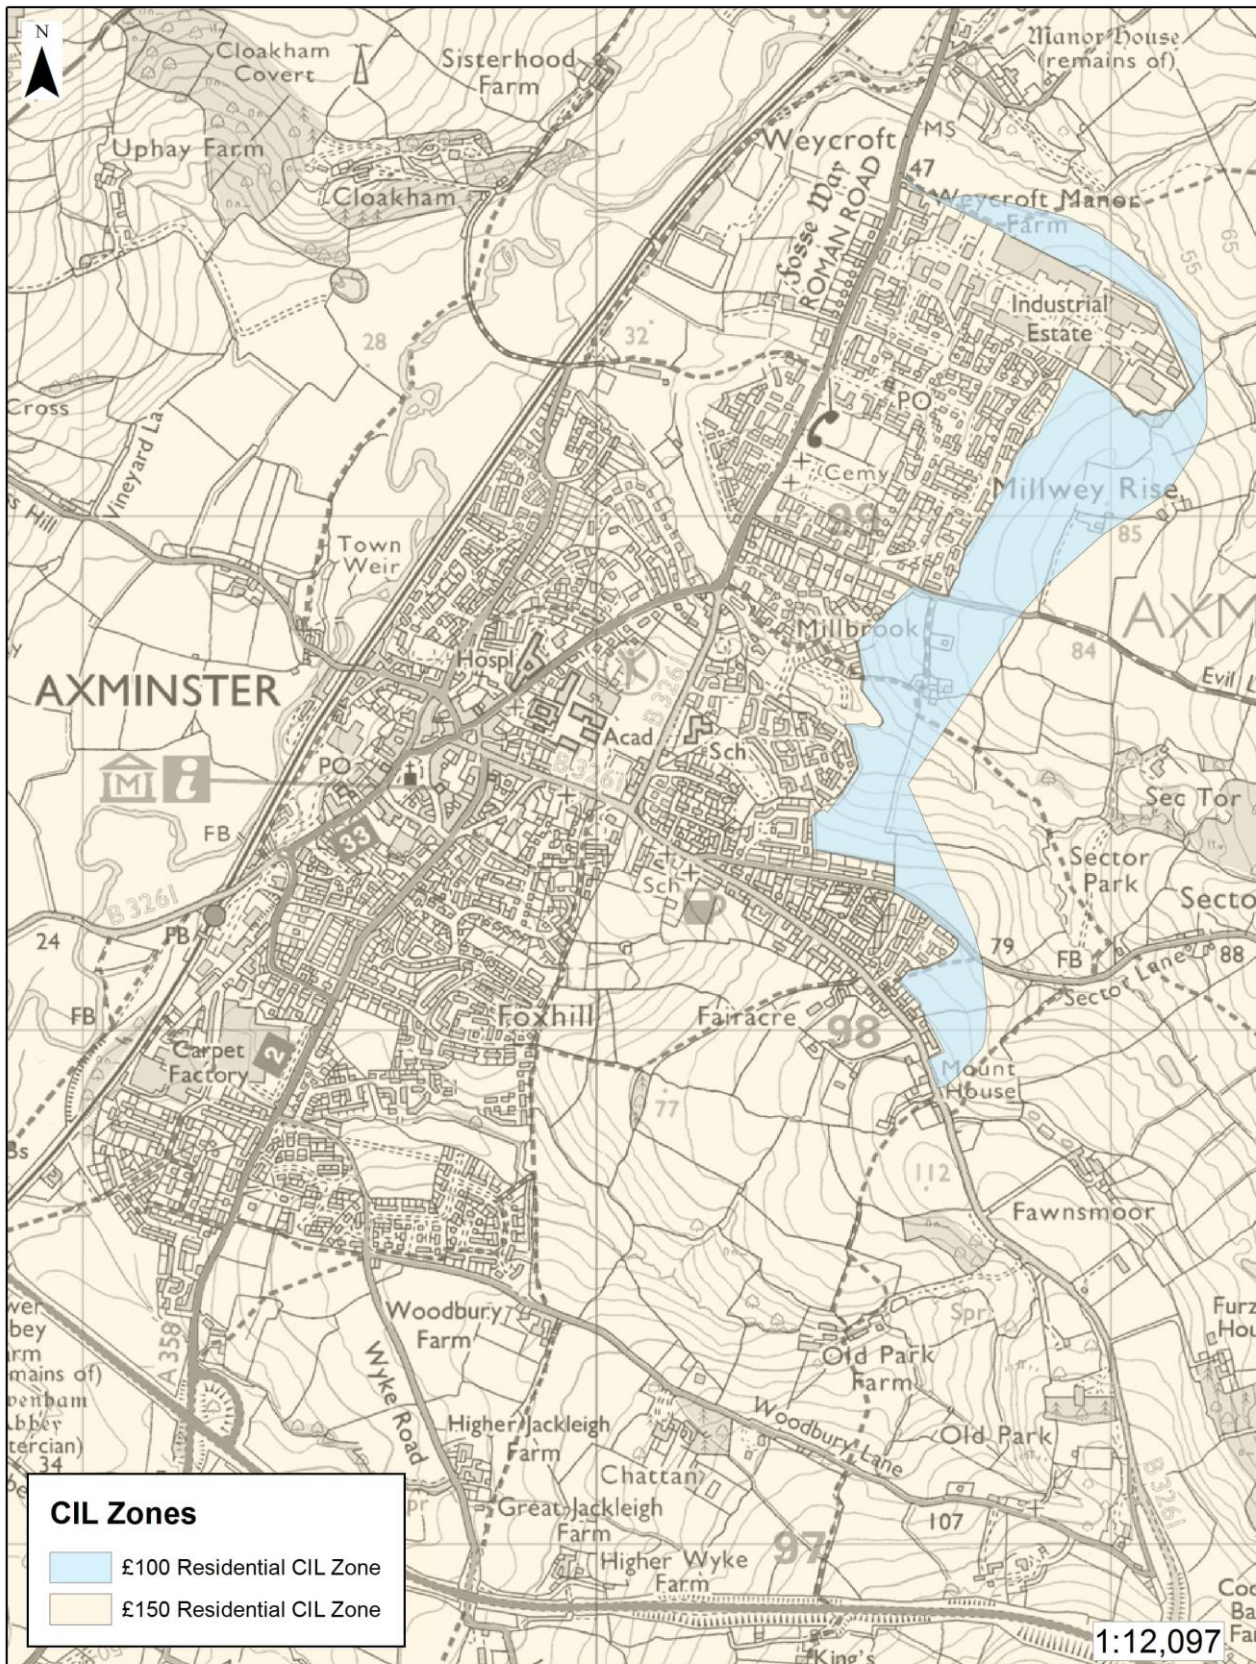 N
Cloakham
Covert
Sisterhood
Farm
Manor House
(remains of)
Uphay Farm
Cloakham
Weycroft
MS
47
Fosse Way
ROMAN ROAD
Weycroft Manor
Farm
65
55
Industrial
Estate
28
32
Cross
Vineyard La
PO
Cemy
Millwey Rise
99
85
Town
Weir
Millbrook
AXM
84
Evil L
Hospl
B 3261
AXMINSTER
Acad
Sch
PO
M
i
B 3261
Sec Tor
FB
33
Sch
Sector
Park
Secto
B 3261
24
FB
79
FB
88
Sector Lane
FB
Foxhill
Fairacre
98
Carpet
Factory
2
Mount
House
77
112
Fawnsmoor
A 358
Woodbury
Farm
Spr
Wyke Road
Old Park
Farm
Higher Jackleigh
Farm
Woodbury Lane
Old Park
34
Chattan
B 3261
Great Jackleigh
Farm
107
Higher Wyke
Farm
97
King's
CIL Zones
£100 Residential CIL Zone
£150 Residential CIL Zone
1:12,097